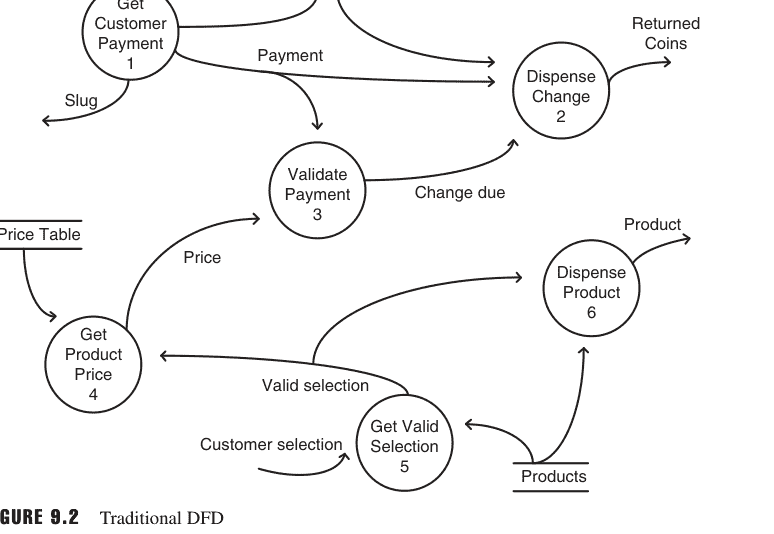 Get
Customer
Payment
1
Returned
Coins
Payment
Dispense
Change
2
Slug
Validate
Payment
3
Change due
Price Table
Product
Price
Dispense
Product
6
Get
Product
Price
4
Valid selection
Get Valid
Selection
5
Customer selection
Products
GURE 9.2 Traditional DFD